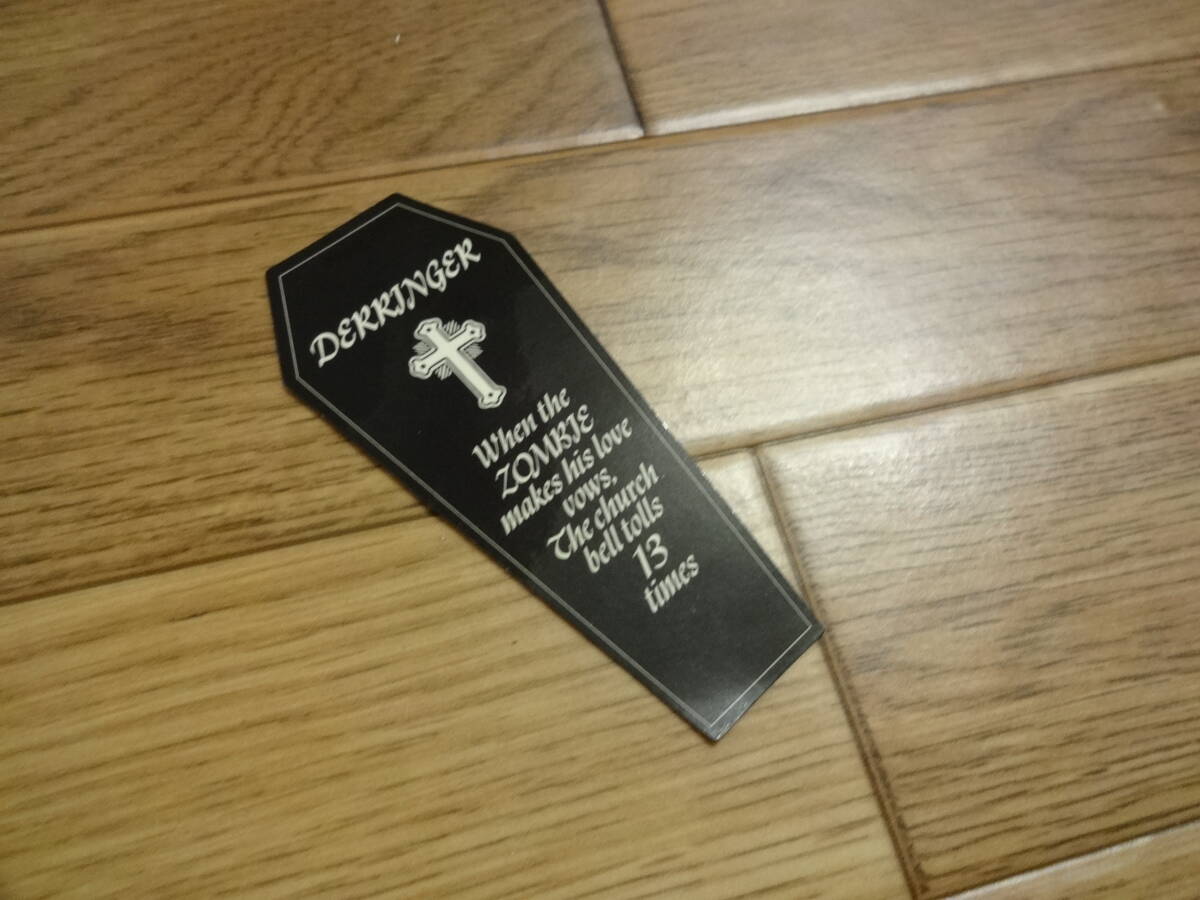 DERRINGER
When the
ZOMBIE
makes his love
vows,
The church
bell tolls
13
times